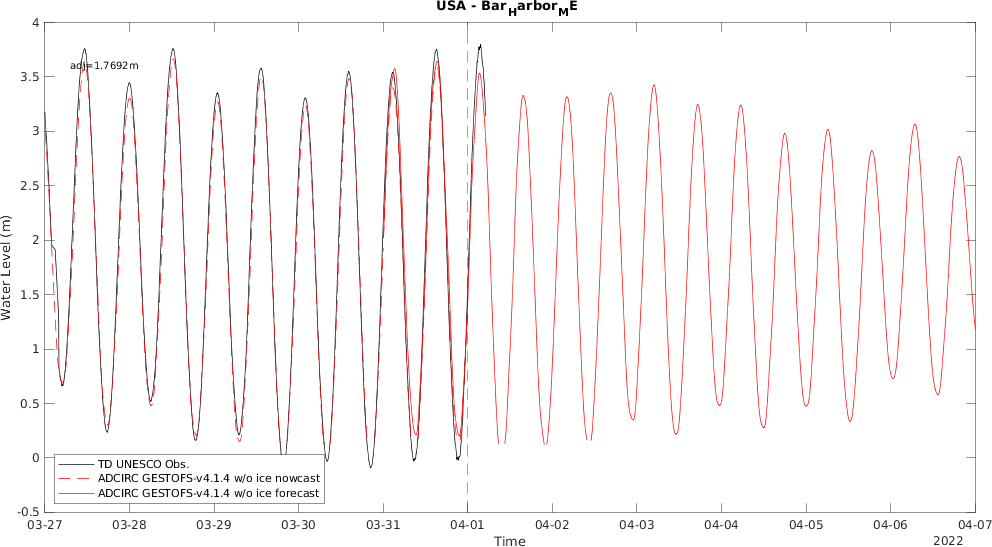 USA - Bar_Harbor_ME
adj=1.7692m
4
3.5
3
2.5
2
1.5
1
0.5
0
-0.5
Water Level (m)
TD UNESCO Obs.
ADCIRC GESTOFS-v4.1.4 w/o ice nowcast
ADCIRC GESTOFS-v4.1.4 w/o ice forecast
03-27 03-28 03-29 03-30 03-31 04-01 04-02 04-03 04-04 04-05 04-06 04-07
Time
2022